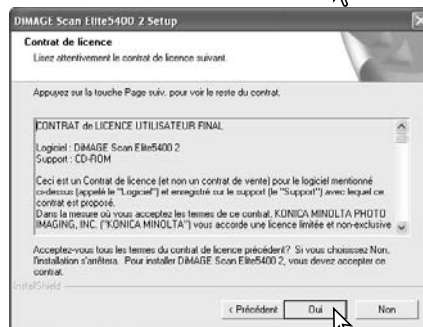 DiMAGE Scan Elite5400 2 Setup
Contrat de licence
Lisez attentivement le contrat de licence suivant.
Appuyez sur la touche Page suiv. pour voir le reste du contrat.
CONTRAT de LICENCE UTILISATEUR FINAL
Logiciel : DiMAGE Scan Elite5400 2
Support : CD-ROM
Ceci est un Contrat de licence (et non un contrat de vente) pour le logiciel mentionné
ci-dessus (appelé le "Logiciel") et enregistré sur le support (le "Support") avec lequel ce
contrat est proposé.
Dans la mesure où vous acceptez les termes de ce contrat, KONICA MINOLTA PHOTO
IMAGING, INC. ("KONICA MINOLTA") vous accorde une licence limitée et non-exclusive
Acceptez-vous tous les termes du contrat de licence précédent? Si vous choisissez Non,
l'installation s'arrêtera. Pour installer DiMAGE Scan Elite5400 2, vous devez accepter ce
contrat.
InstallShield
< Précédent
Oui
Non